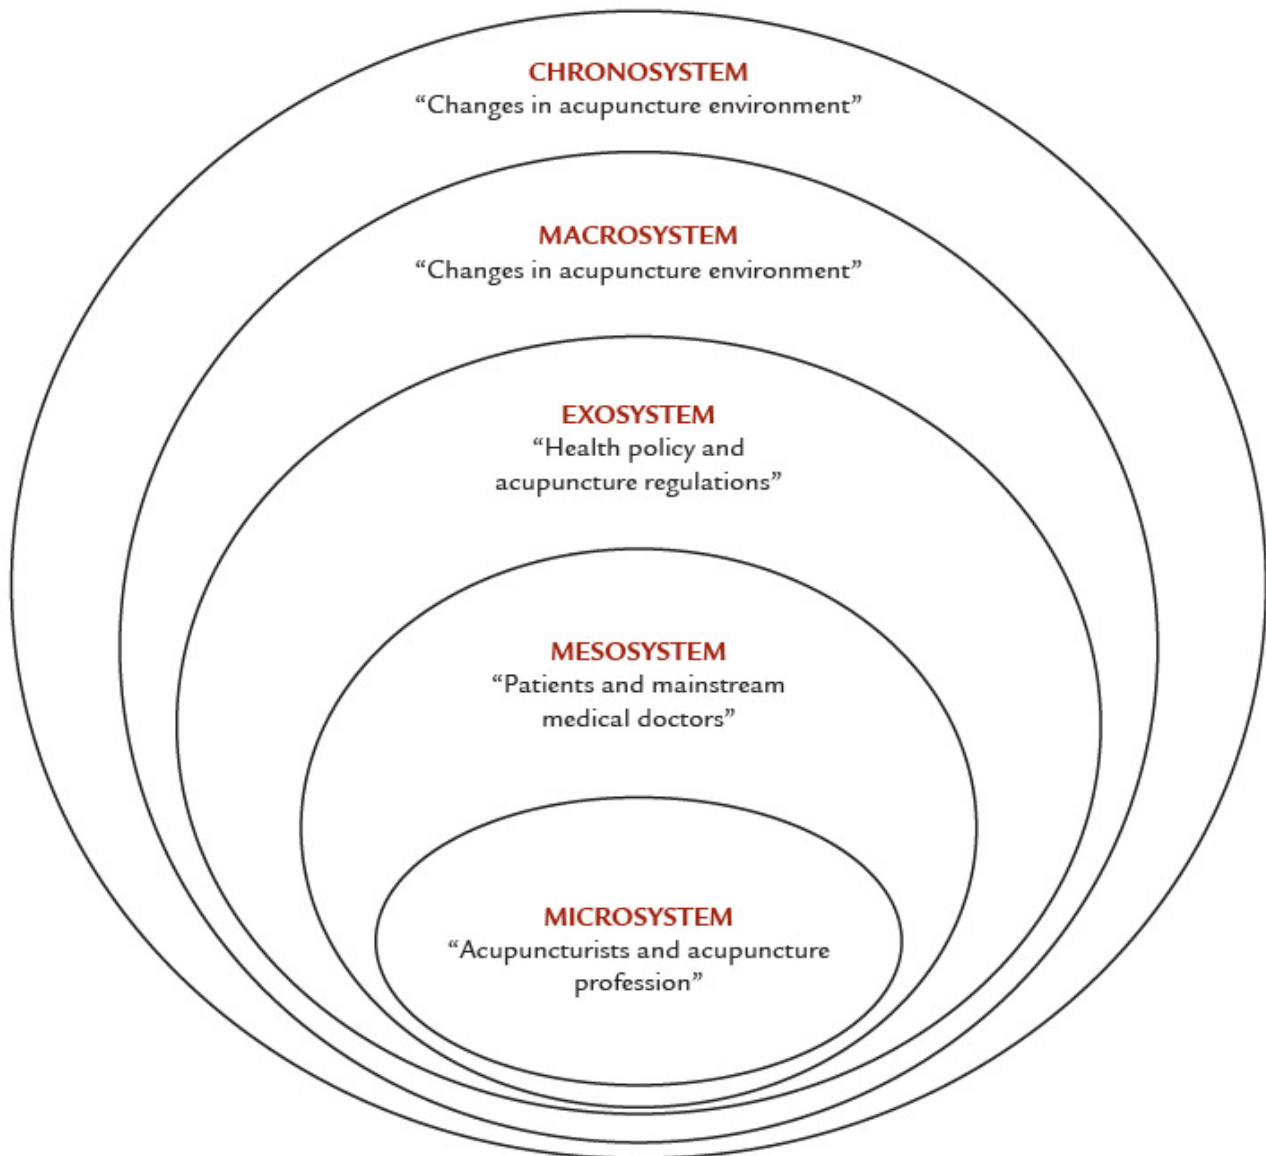 CHRONOSYSTEM
“Changes in acupuncture environment”
MACROSYSTEM
“Changes in acupuncture environment”
EXOSYSTEM
“Health policy and
acupuncture regulations”
MESOSYSTEM
“Patients and mainstream
medical doctors”
MICROSYSTEM
“Acupuncturists and acupuncture
profession”